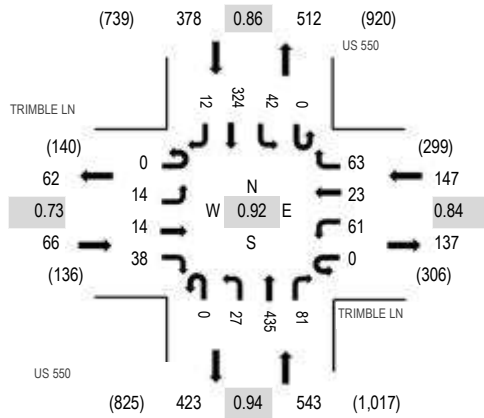 (739) 378 0.86 512 (920)
US 550
12 324 42 0
TRIMBLE LN
(140) 0 63 (299)
62 14 23 147
N
0.73 W 0.92 E 0.84
14 61
S
66 38 0 137
(136) (306)
0 27 435 81
TRIMBLE LN
US 550
(825) 423 0.94 543 (1,017)